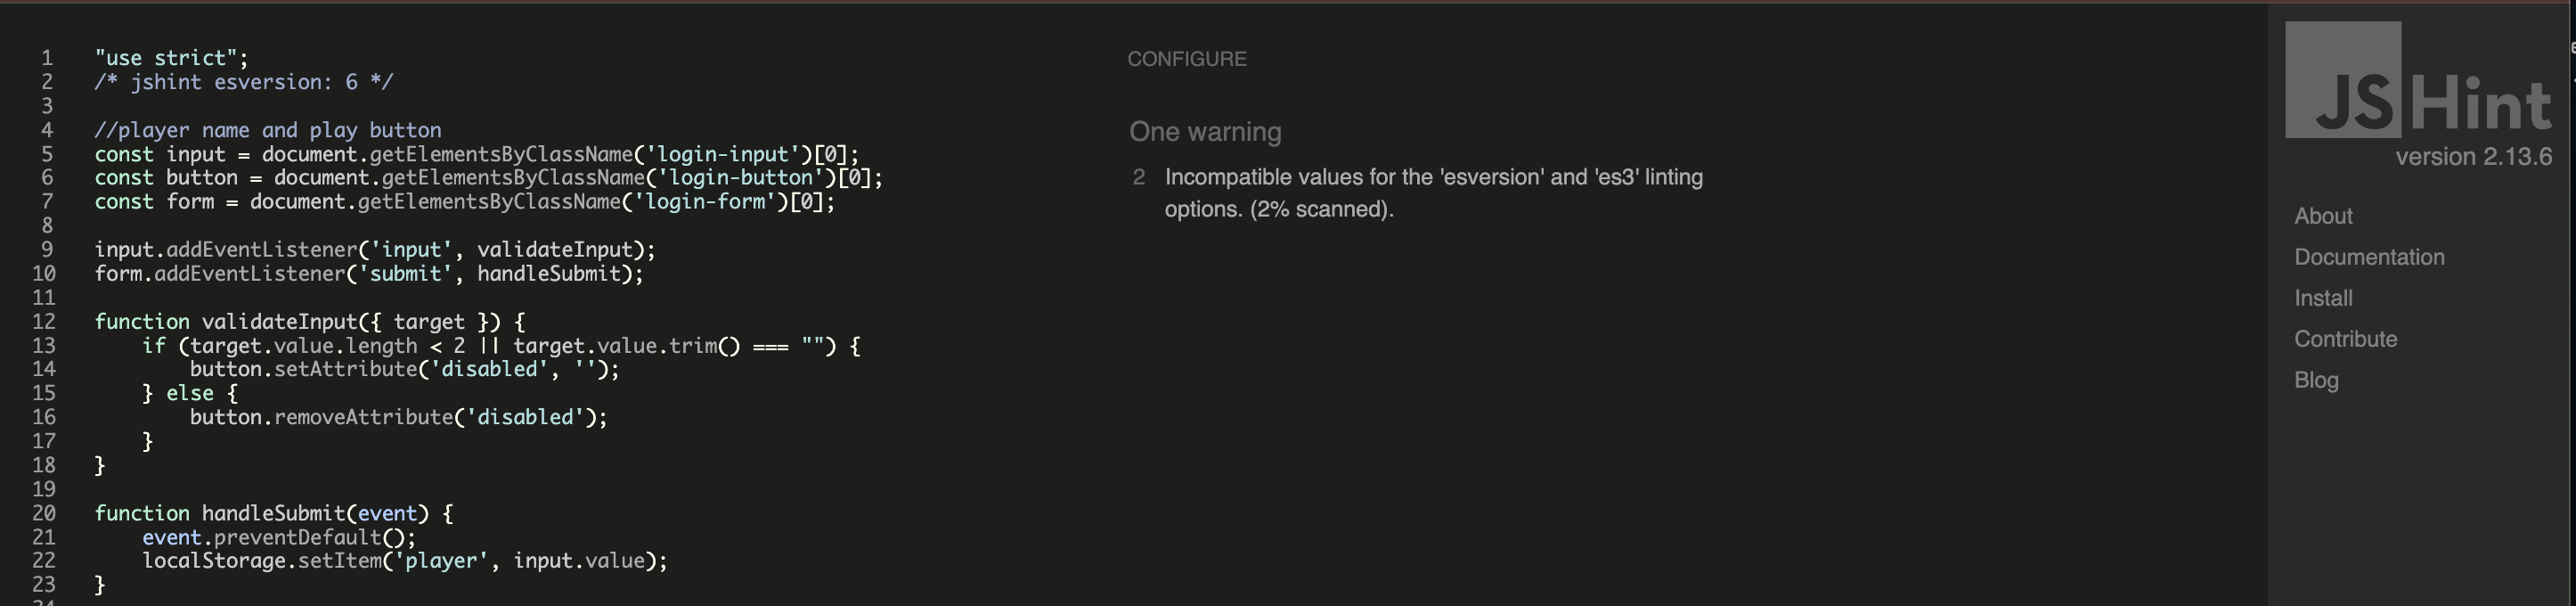 1 "use strict";
2 /* jshint esversion: 6 */
3
4 //player name and play button
5 const input = document.getElementsByClassName('login-input')[0];
6 const button = document.getElementsByClassName('login-button')[0];
7 const form = document.getElementsByClassName('login-form')[0];
8
9 input.addEventListener('input', validateInput);
10 form.addEventListener('submit', handleSubmit);
11
12 function validateInput({ target }) {
13     if (target.value.length < 2 || target.value.trim() === "") {
14         button.setAttribute('disabled', '');
15     } else {
16         button.removeAttribute('disabled');
17     }
18 }
19
20 function handleSubmit(event) {
21     event.preventDefault();
22     localStorage.setItem('player', input.value);
23 }
CONFIGURE
One warning
2 Incompatible values for the 'esversion' and 'es3' linting
options. (2% scanned).
JSHint
version 2.13.6
About
Documentation
Install
Contribute
Blog